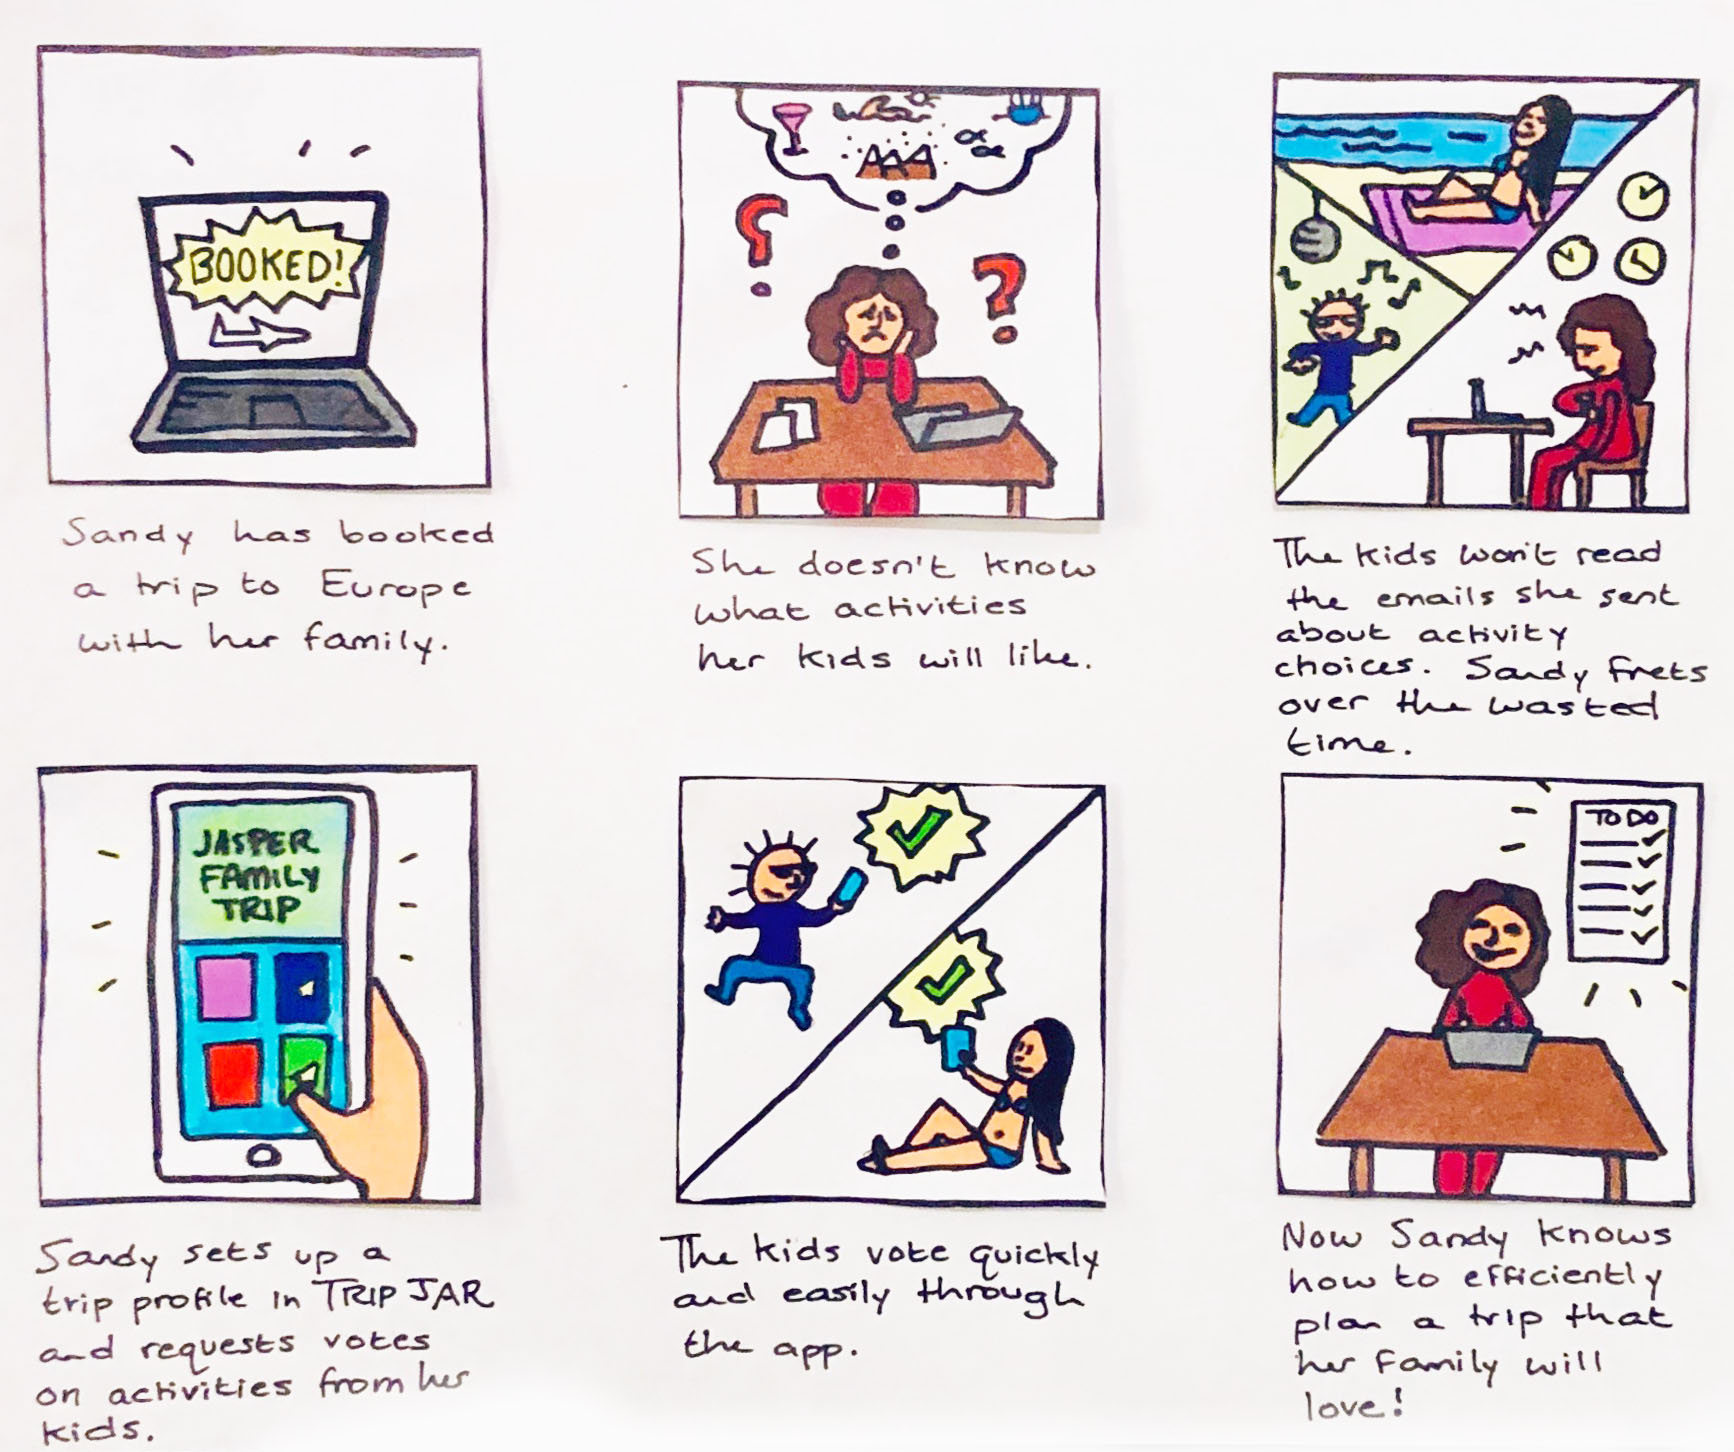 BOOKED!
Sandy has booked
a trip to Europe
with her family.
She doesn't know
what activities
her kids will like.
The kids won't read
the emails she sent
about activity
choices. Sandy frets
over the wasted
time.
JASPER
FAMILY
TRIP
Sandy sets up a
trip profile in TRIP JAR
and requests votes
on activities from her
kids.
The kids vote quickly
and easily through
the app.
TO DO
Now Sandy knows
how to efficiently
plan a trip that
her family will
love!